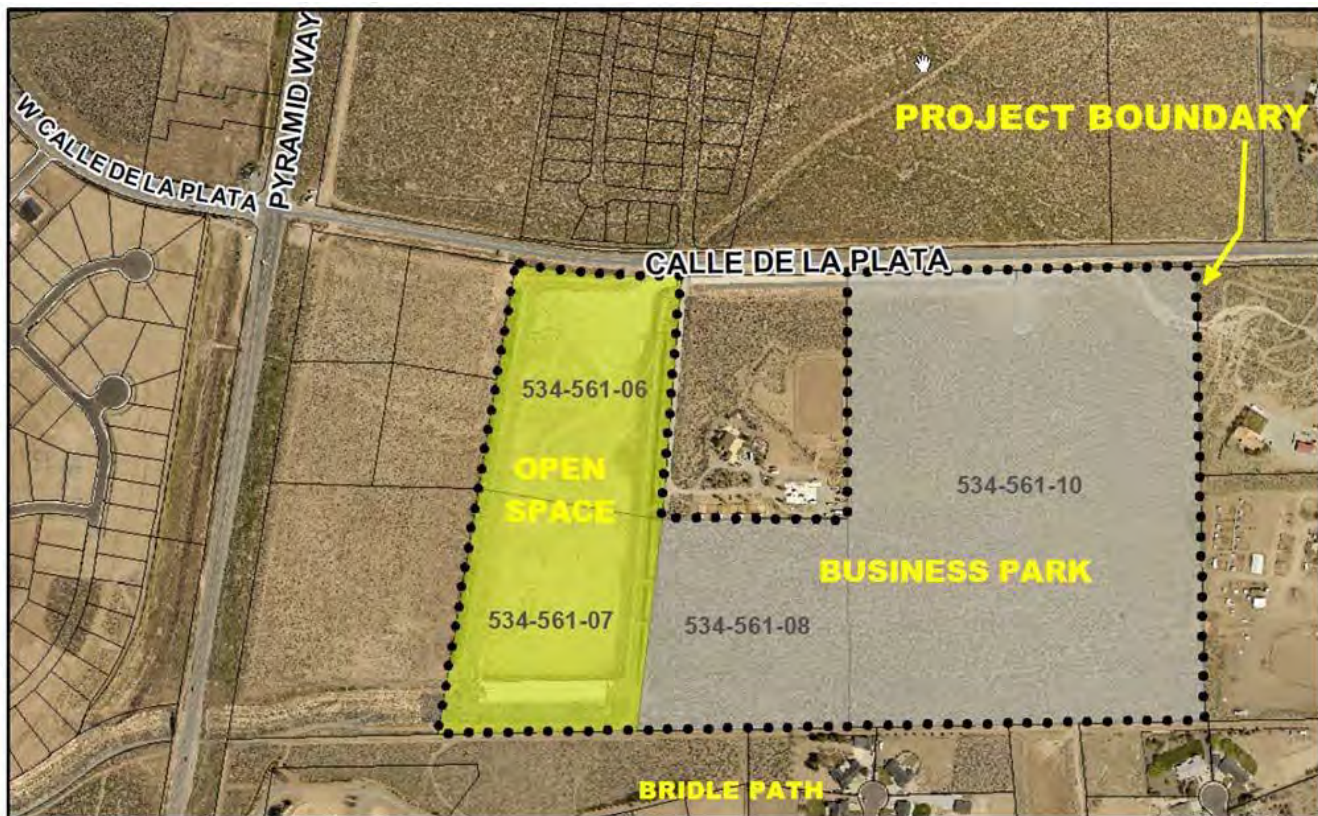 PYRAMID WAY
W CALLE DE LA PLATA
PROJECT BOUNDARY
CALLE DE LA PLATA
534-561-06
OPEN
SPACE
534-561-10
BUSINESS PARK
534-561-07
534-561-08
BRIDLE PATH